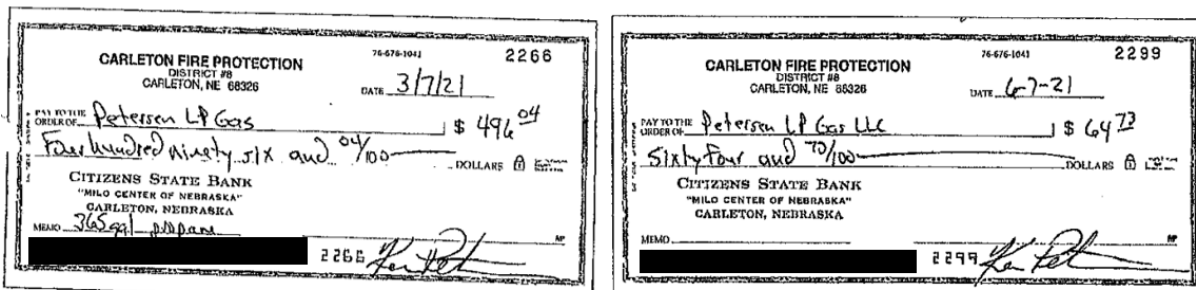 CARLETON FIRE PROTECTION
DISTRICT #8
CARLETON, NE 68326
76-676-1041
2266
DATE 3/7/21
PAY TO THE ORDER OF Petersen LP Gas $ 496 04
Four hundred ninety six and 04/100 DOLLARS
CITIZENS STATE BANK
"MILO CENTER OF NEBRASKA"
CARLETON, NEBRASKA
MEMO 365 gal propane
2266
CARLETON FIRE PROTECTION
DISTRICT #8
CARLETON, NE 68326
76-676-1041
2299
DATE 6-7-21
PAY TO THE ORDER OF Petersen LP Gas LLC $ 64 73
Sixty four and 73/100 DOLLARS
CITIZENS STATE BANK
"MILO CENTER OF NEBRASKA"
CARLETON, NEBRASKA
MEMO
2299